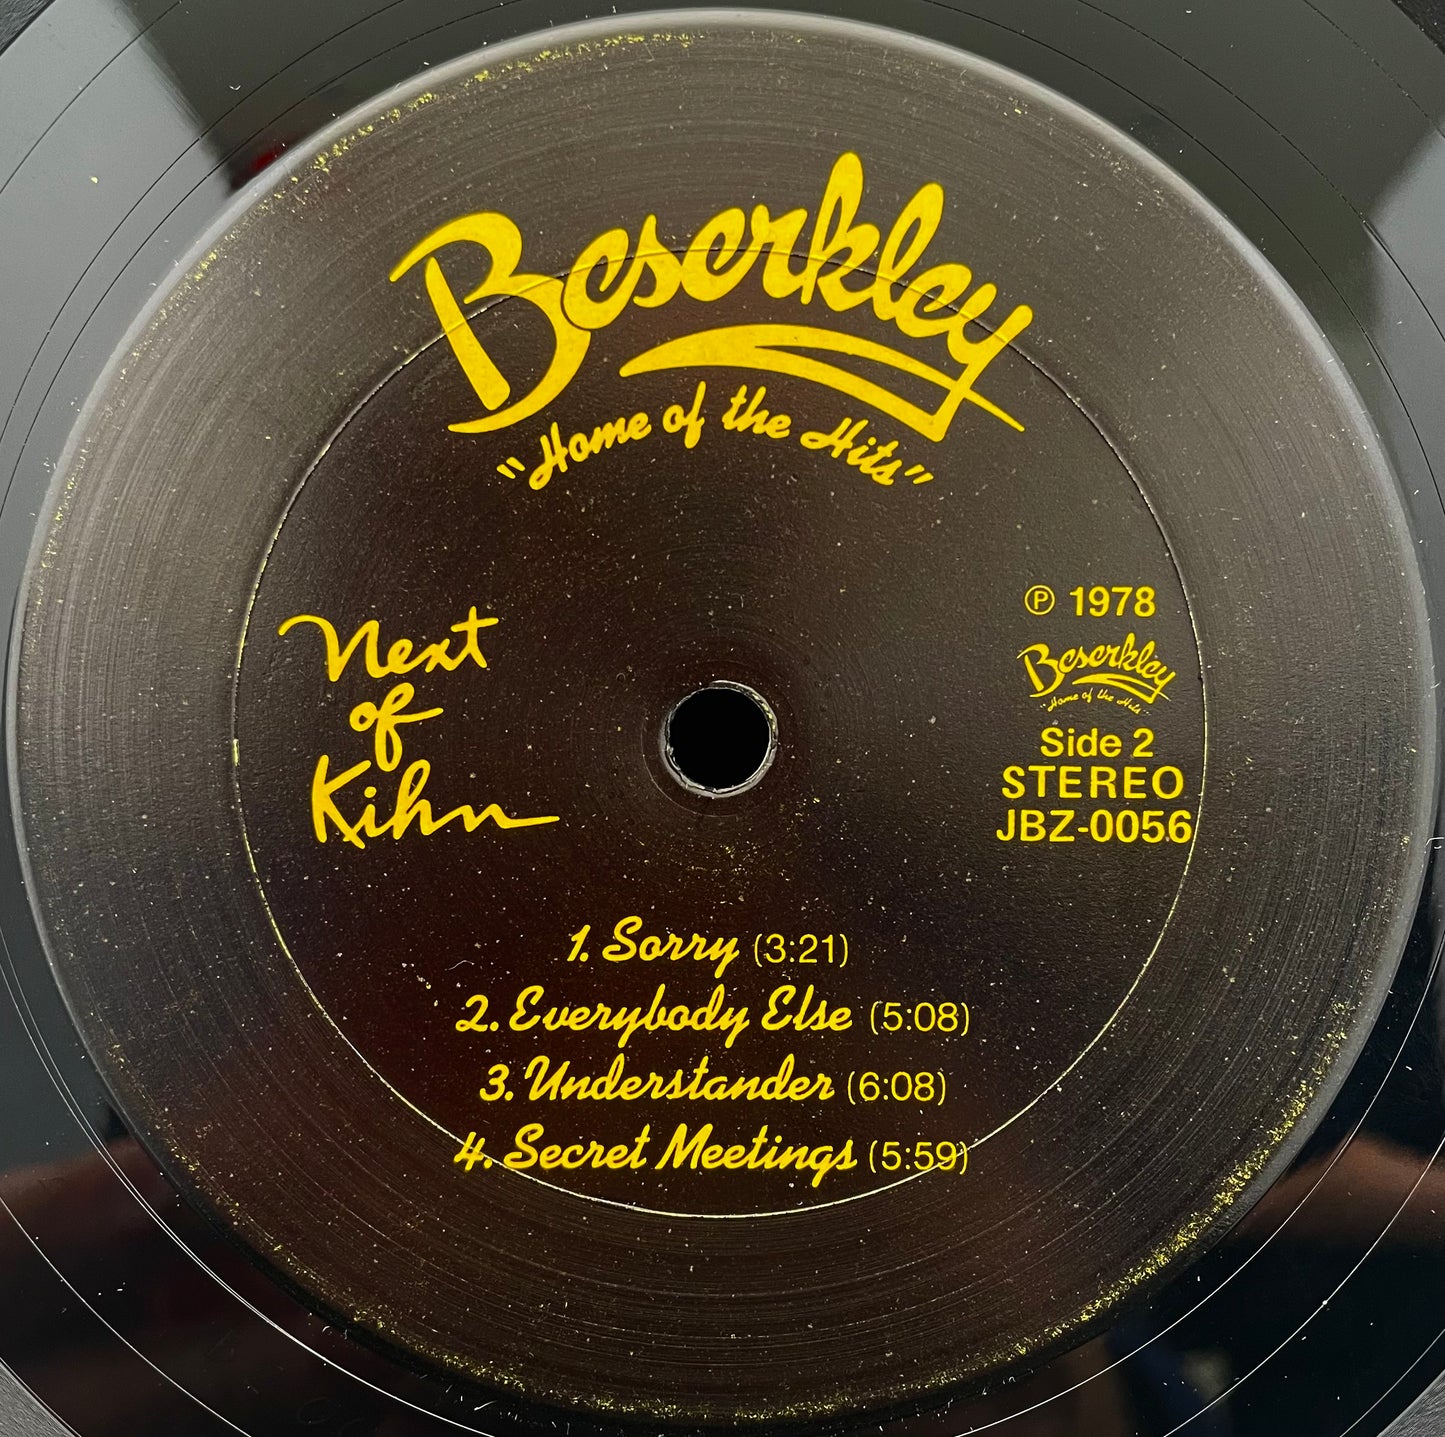 Beserkley
"Home of the Hits"
Next
of
Kihn
℗ 1978
Beserkley
"Home of the Hits"
Side 2
STEREO
JBZ-0056
1. Sorry (3:21)
2. Everybody Else (5:08)
3. Understander (6:08)
4. Secret Meetings (5:59)